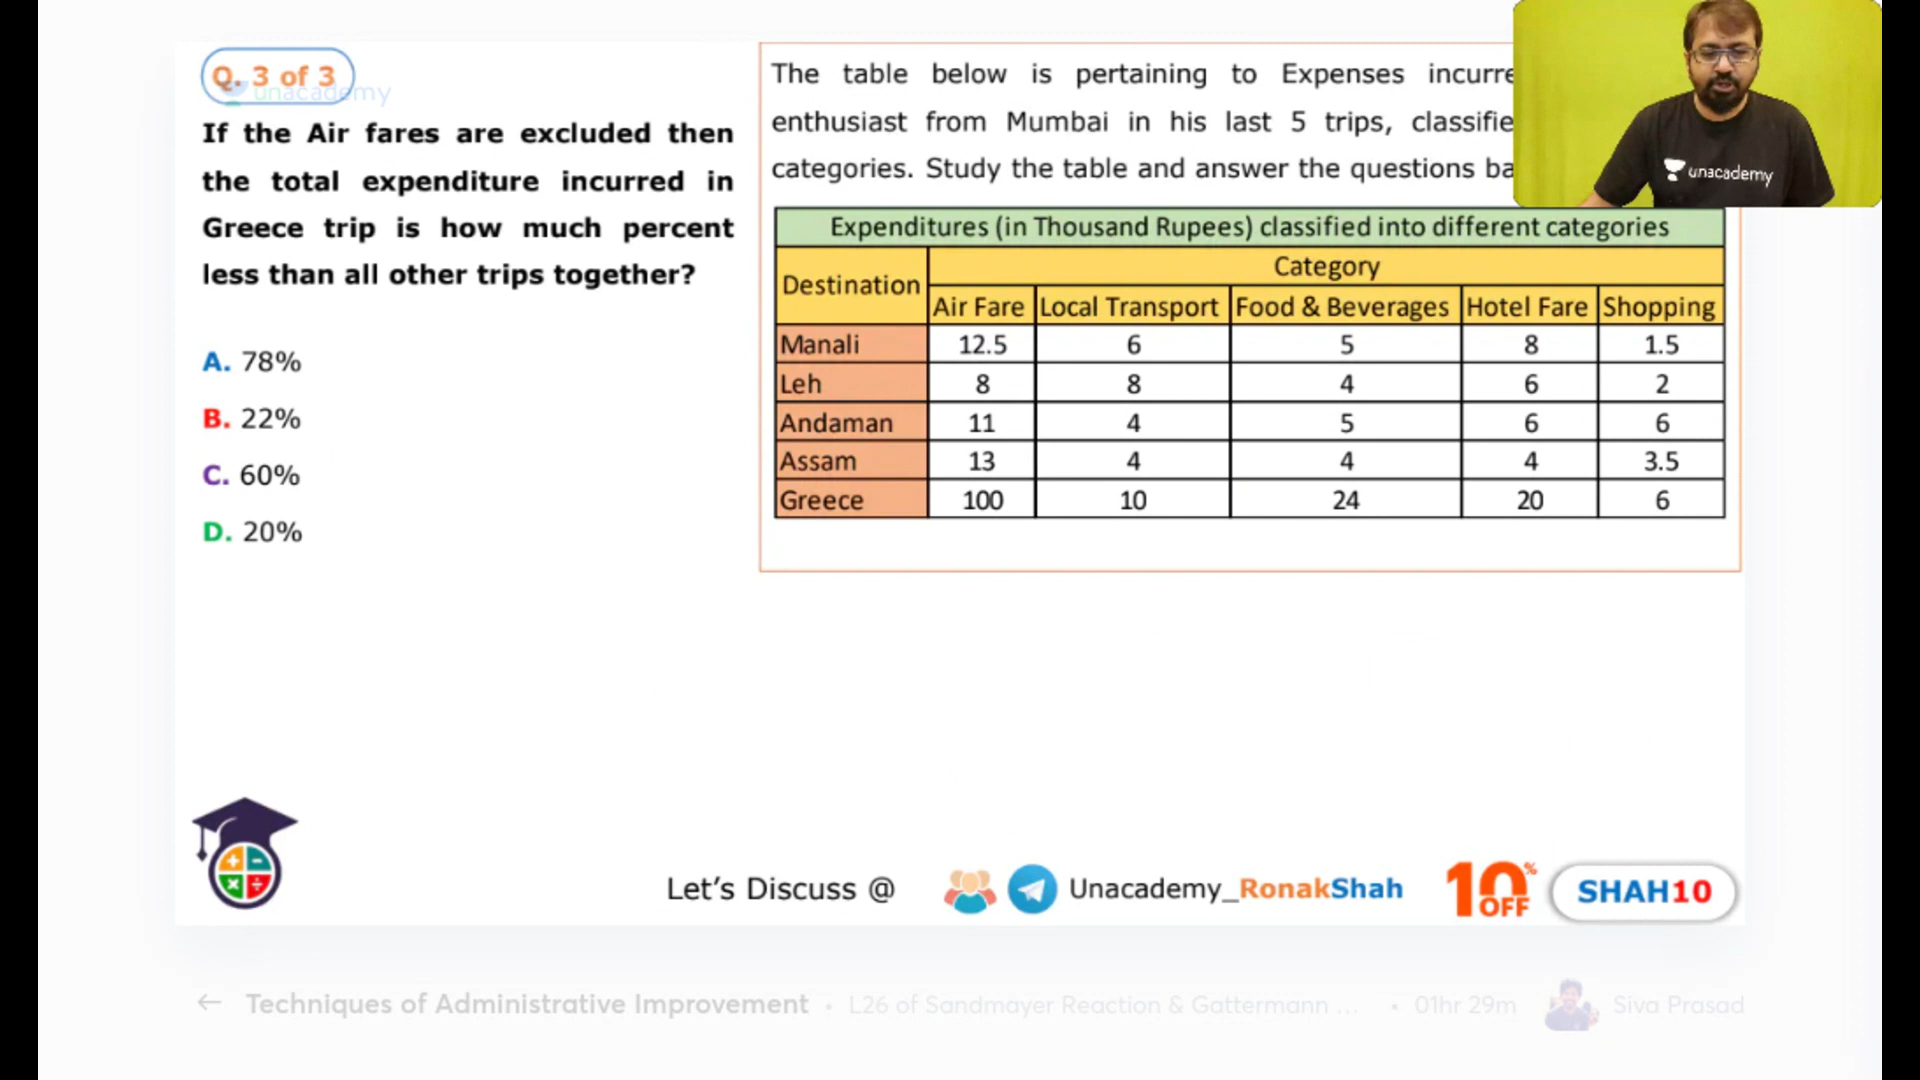 Q. 3 of 3
unacademy
If the Air fares are excluded then
the total expenditure incurred in
Greece trip is how much percent
less than all other trips together?
A. 78%
B. 22%
C. 60%
D. 20%
The table below is pertaining to Expenses
enthusiast from Mumbai in his last 5 trips,
categories. Study the table and answer the questions
unacademy
Expenditures (in Thousand Rupees) classified into different categories
Destination Category
Air Fare Local Transport Food & Beverages Hotel Fare Shopping
Manali 12.5 6 5 8 1.5
Leh 8 8 4 6 2
Andaman 11 4 5 6 6
Assam 13 4 4 4 3.5
Greece 100 10 24 20 6
Let's Discuss @ Unacademy_RonakShah 10% OFF SHAH10
← Techniques of Administrative Improvement • L26 of Sandmayer Reaction & Gattermann ... • 01hr 29m Siva Prasad